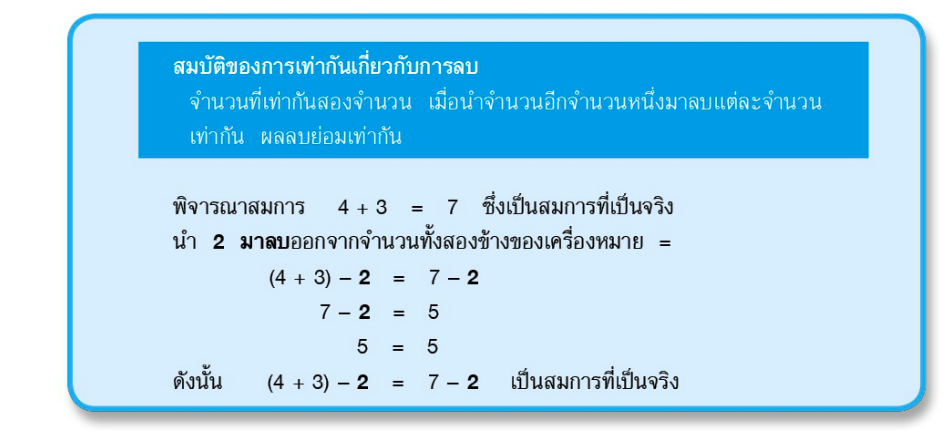 สมบัติของการเท่ากันเกี่ยวกับการลบ
จำนวนที่เท่ากันสองจำนวน เมื่อนำจำนวนอีกจำนวนหนึ่งมาลบแต่ละจำนวน
เท่ากัน ผลลบย่อมเท่ากัน
พิจารณาสมการ 4 + 3 = 7 ซึ่งเป็นสมการที่เป็นจริง
นำ 2 มาลบออกจากจำนวนทั้งสองข้างของเครื่องหมาย =
(4 + 3) – 2 = 7 – 2
7 – 2 = 5
5 = 5
ดังนั้น (4 + 3) – 2 = 7 – 2 เป็นสมการที่เป็นจริง